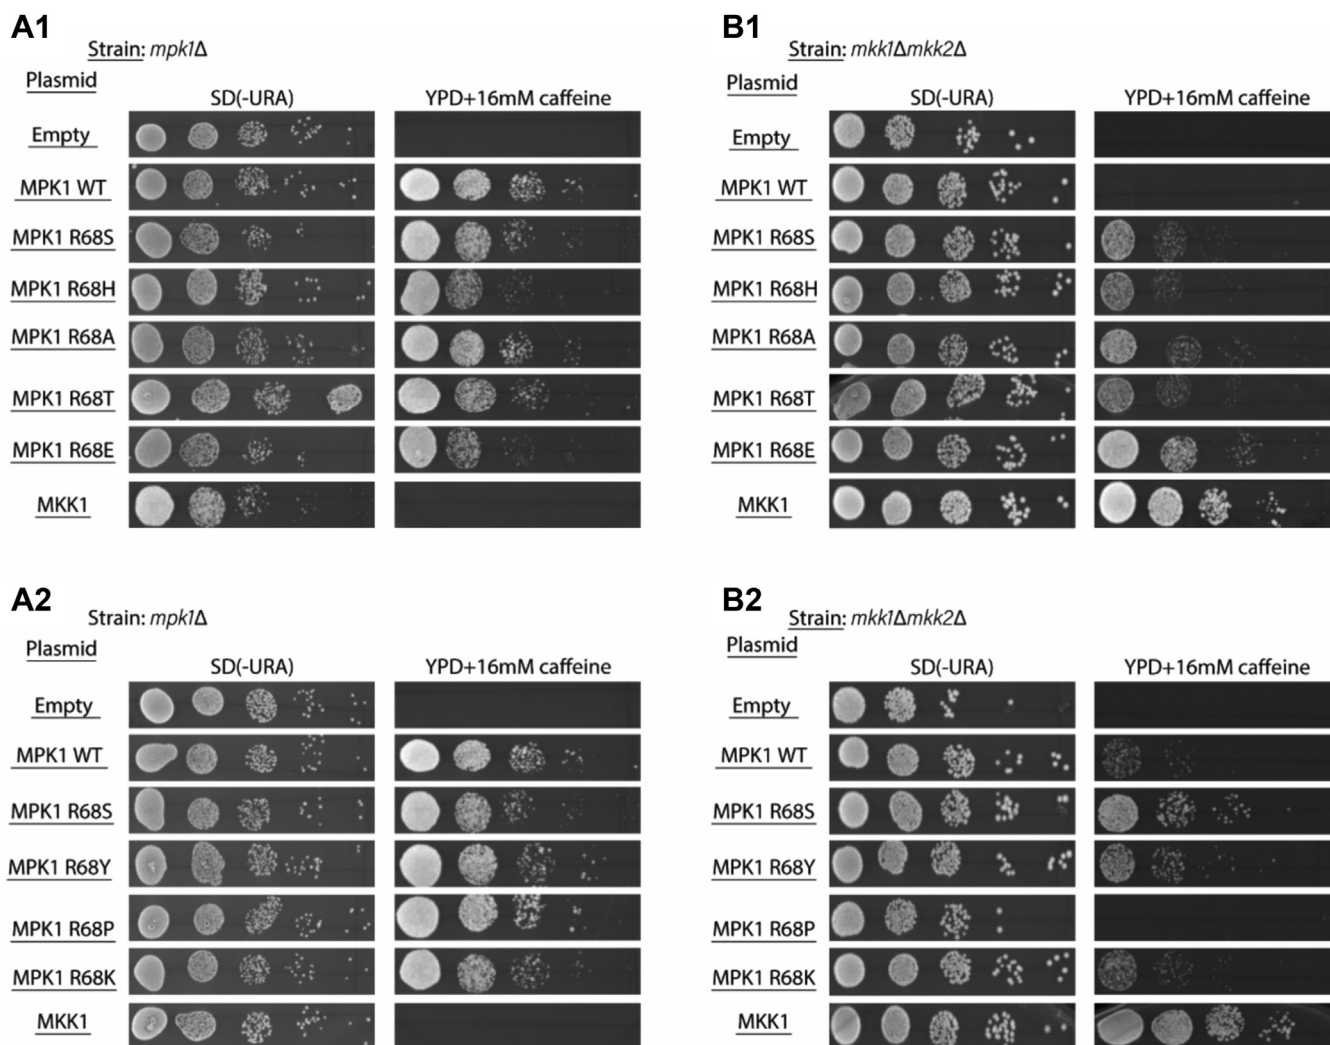 A1
Strain: mpk1Δ
Plasmid
SD(-URA)
YPD+16mM caffeine
Empty
MPK1 WT
MPK1 R68S
MPK1 R68H
MPK1 R68A
MPK1 R68T
MPK1 R68E
MKK1
B1
Strain: mkk1Δmkk2Δ
Plasmid
SD(-URA)
YPD+16mM caffeine
Empty
MPK1 WT
MPK1 R68S
MPK1 R68H
MPK1 R68A
MPK1 R68T
MPK1 R68E
MKK1
A2
Strain: mpk1Δ
Plasmid
SD(-URA)
YPD+16mM caffeine
Empty
MPK1 WT
MPK1 R68S
MPK1 R68Y
MPK1 R68P
MPK1 R68K
MKK1
B2
Strain: mkk1Δmkk2Δ
Plasmid
SD(-URA)
YPD+16mM caffeine
Empty
MPK1 WT
MPK1 R68S
MPK1 R68Y
MPK1 R68P
MPK1 R68K
MKK1